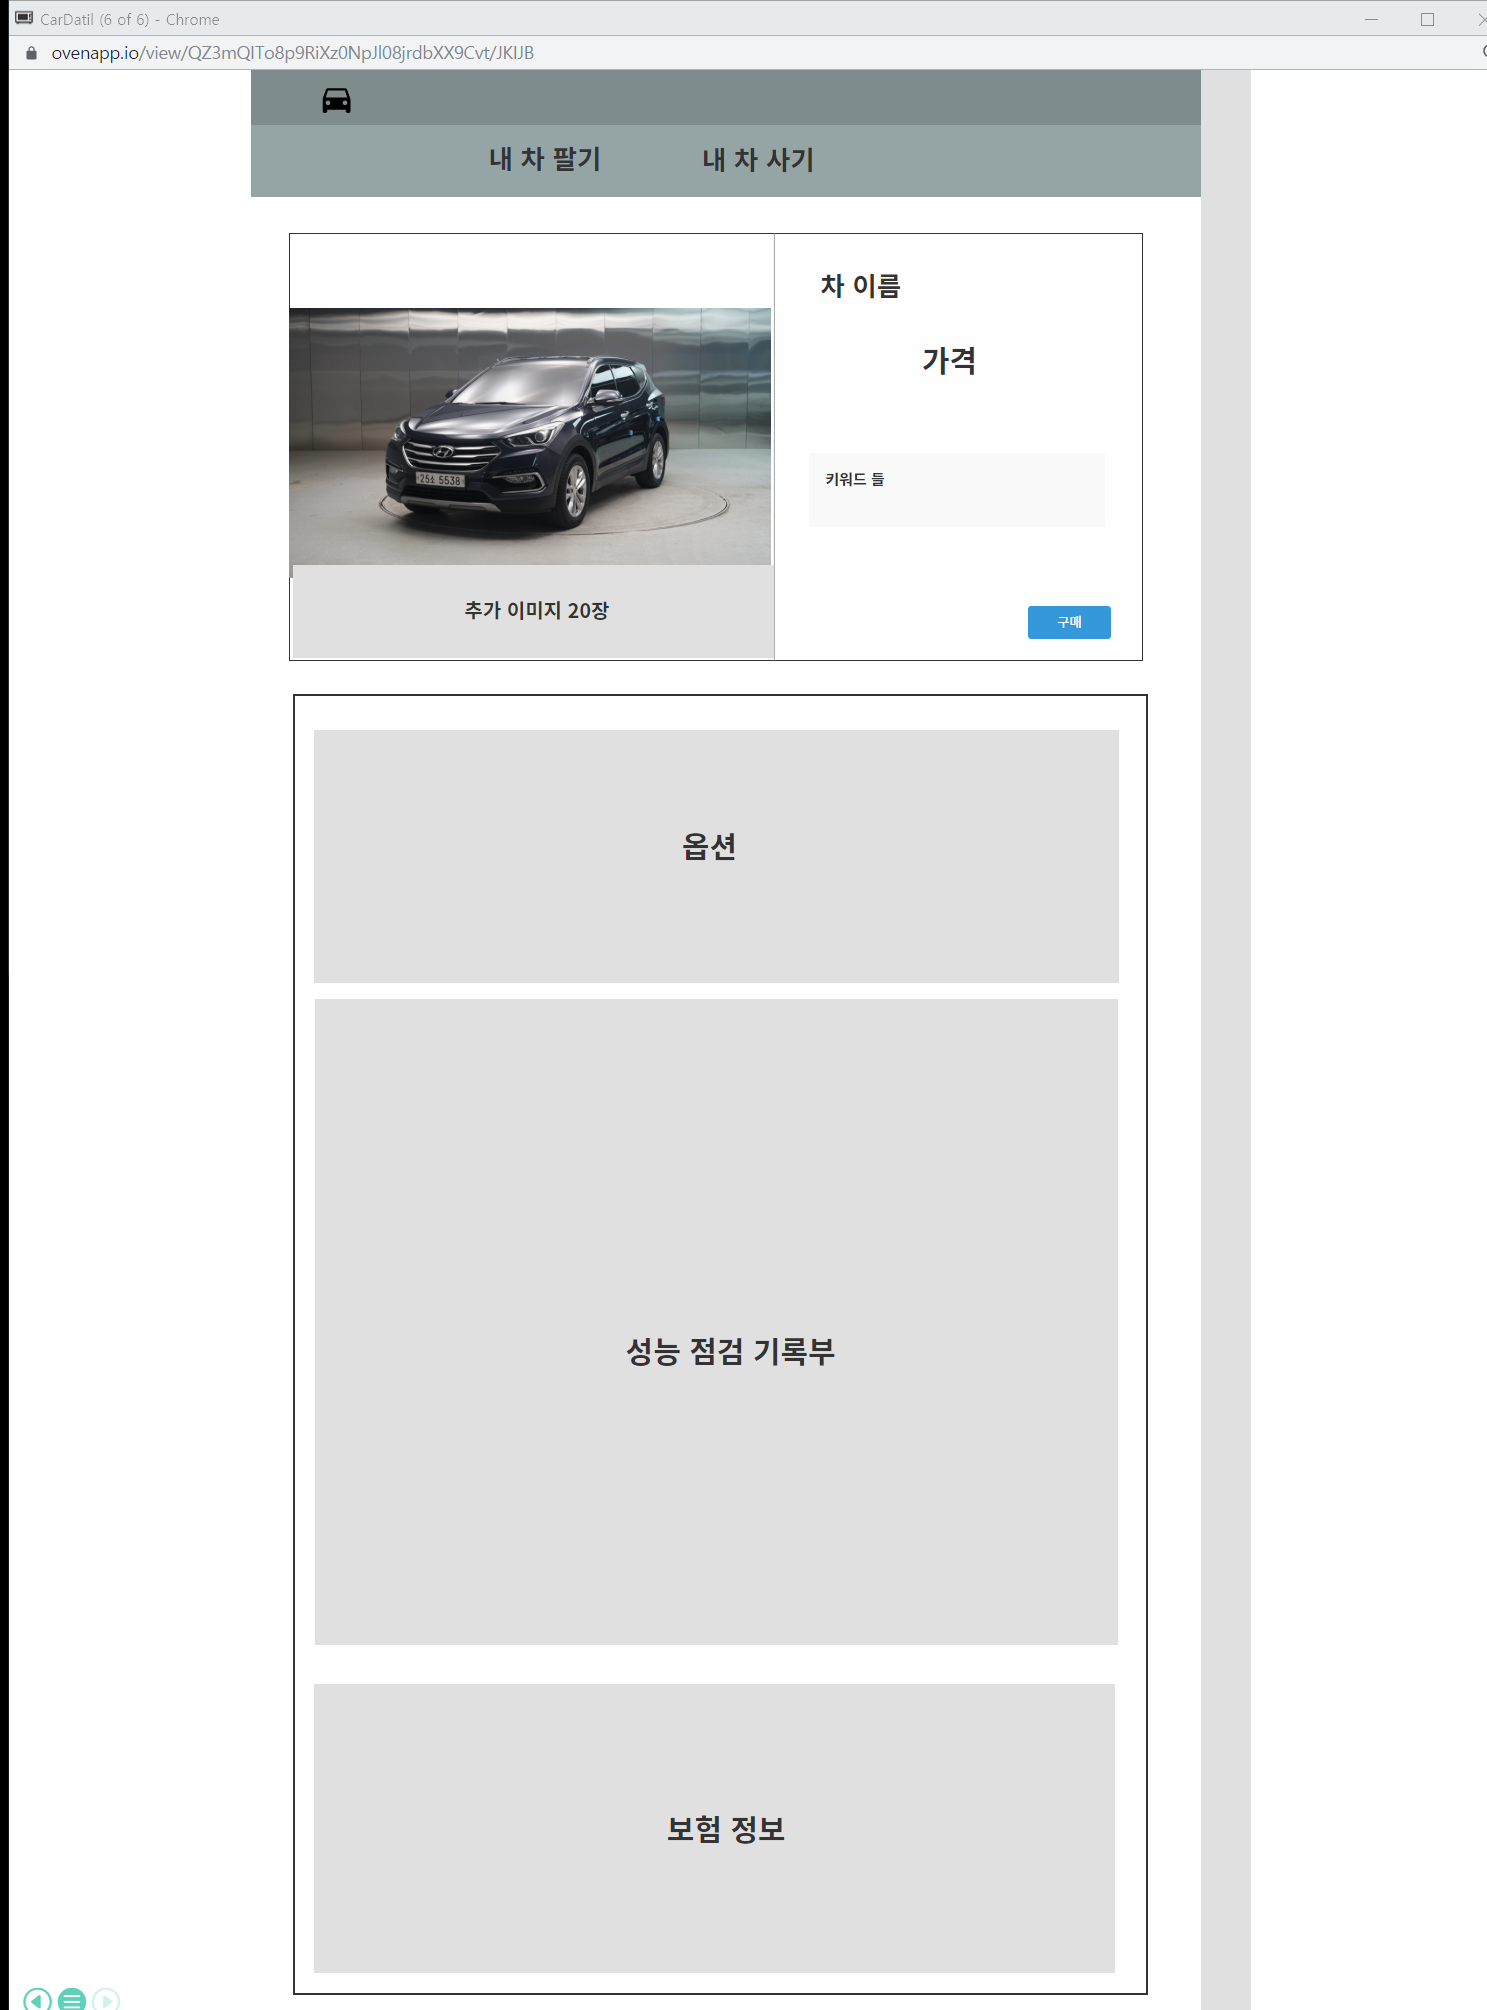 CarDatil (6 of 6) - Chrome
ovenapp.io/view/QZ3mQITo8p9RiXz0NpJl08jrdbXX9Cvt/JKIJB
내 차 팔기 내 차 사기
차 이름
가격
25소 5538
키워드 들
추가 이미지 20장
구매
옵션
성능 점검 기록부
보험 정보